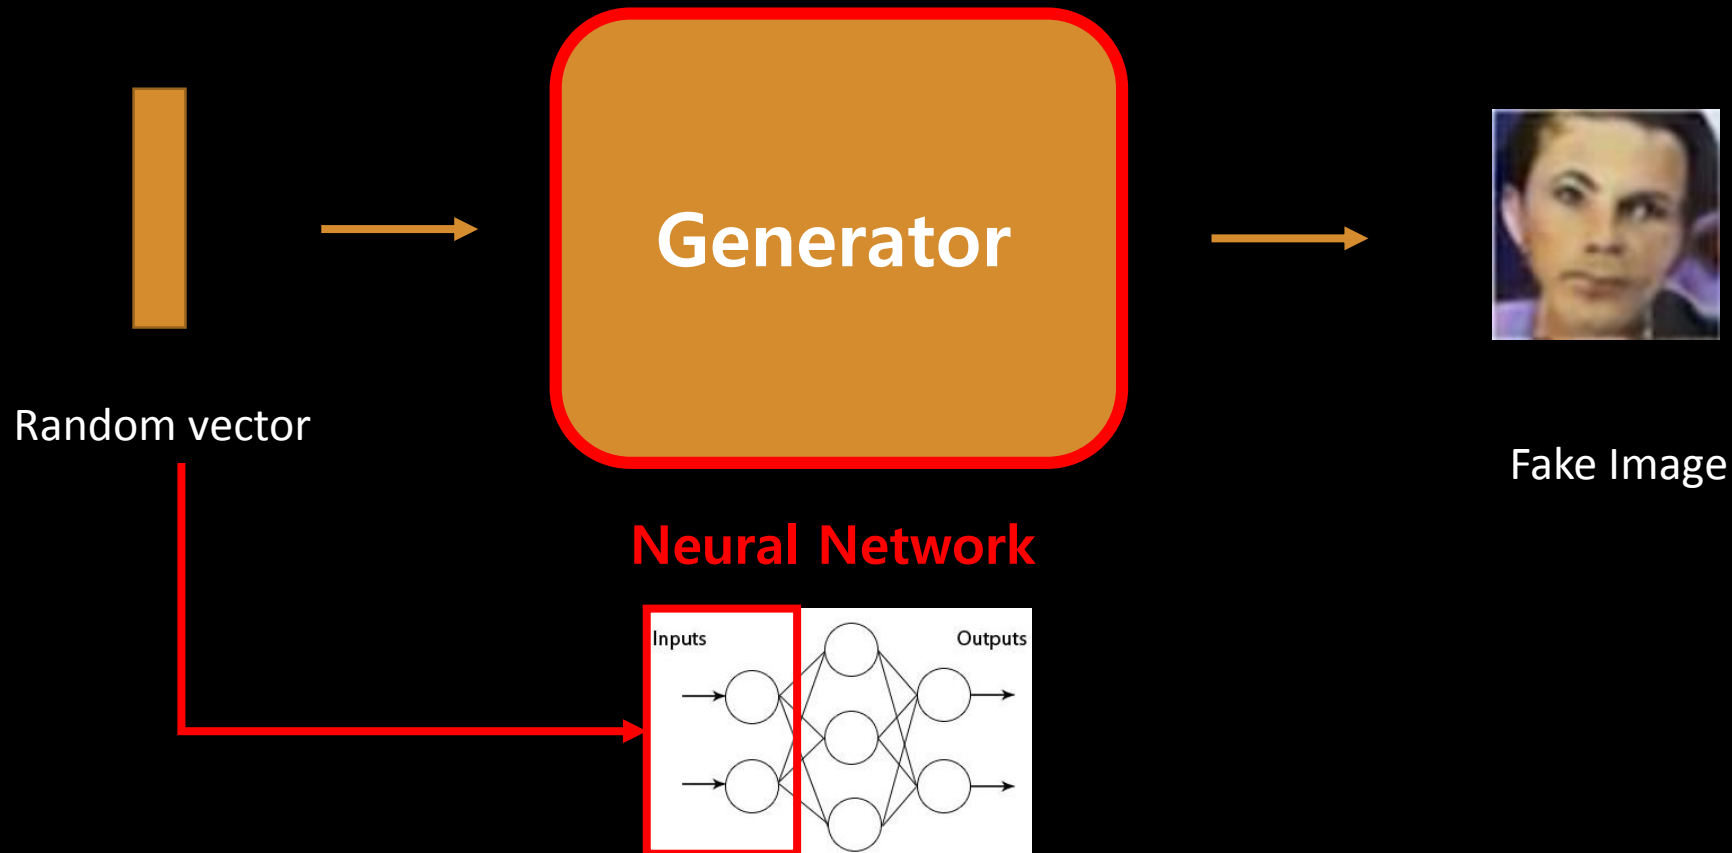 Generator
Random vector
Fake Image
Neural Network
Inputs
Outputs